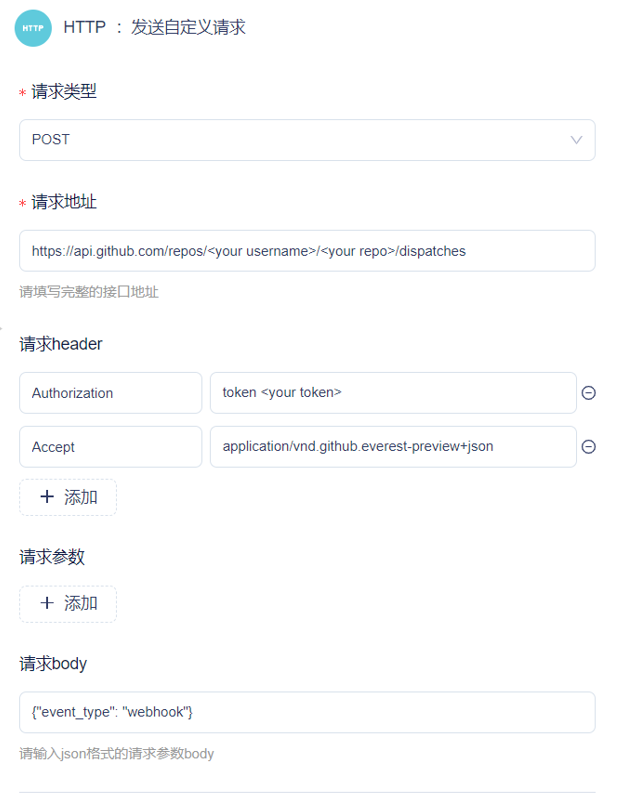 HTTP HTTP ： 发送自定义请求
* 请求类型
POST
* 请求地址
https://api.github.com/repos/<your username>/<your repo>/dispatches
请填写完整的接口地址
请求header
Authorization token <your token>
Accept application/vnd.github.everest-preview+json
+ 添加
请求参数
+ 添加
请求body
{"event_type": "webhook"}
请输入json格式的请求参数body